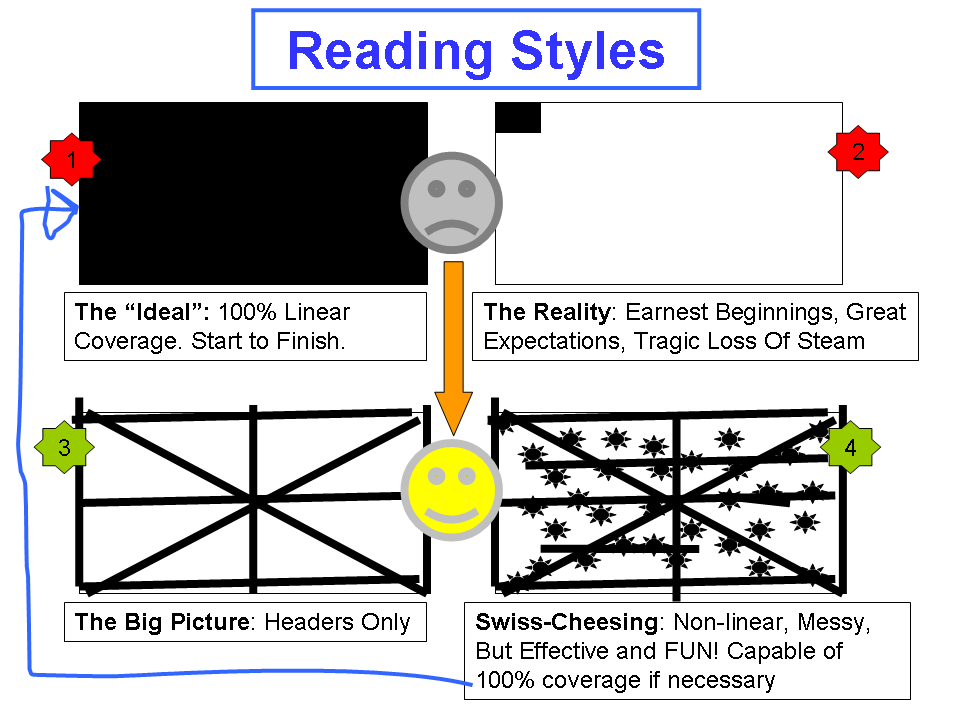 Reading Styles
1
2
The “Ideal”: 100% Linear
Coverage. Start to Finish.
The Reality: Earnest Beginnings, Great
Expectations, Tragic Loss Of Steam
3
4
The Big Picture: Headers Only
Swiss-Cheesing: Non-linear, Messy,
But Effective and FUN! Capable of
100% coverage if necessary